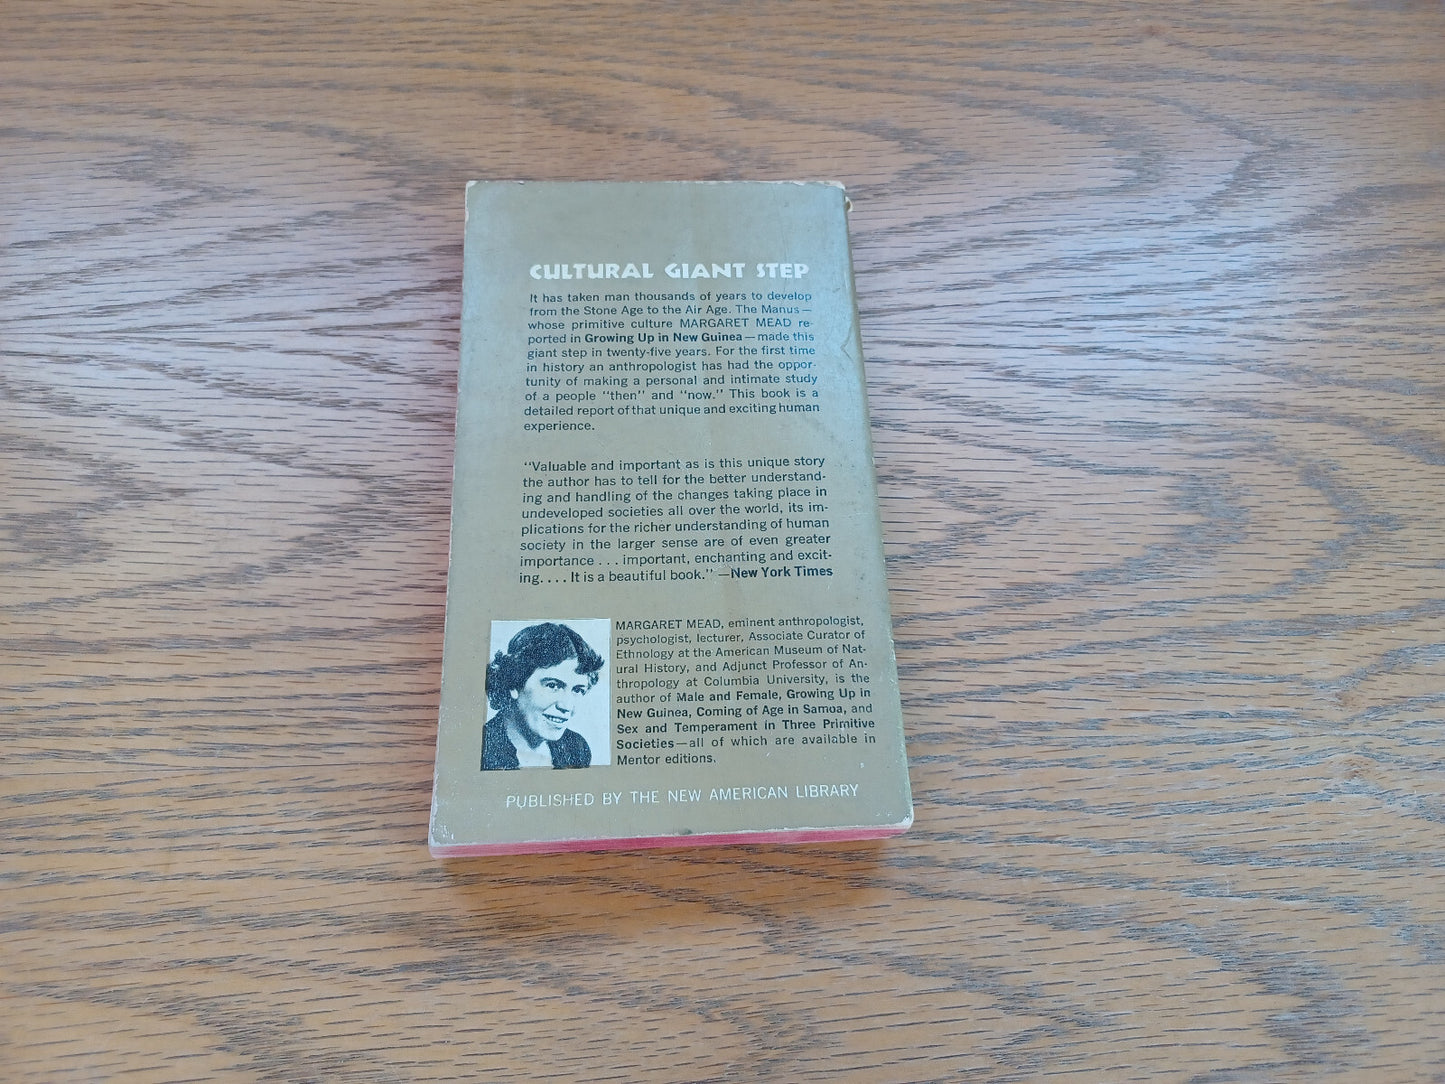 CULTURAL GIANT STEP
It has taken man thousands of years to develop
from the Stone Age to the Air Age. The Manus—
whose primitive culture MARGARET MEAD re-
ported in Growing Up in New Guinea—made this
giant step in twenty-five years. For the first time
in history an anthropologist has had the oppor-
tunity of making a personal and intimate study
of a people "then" and "now." This book is a
detailed report of that unique and exciting human
experience.
"Valuable and important as is this unique story
the author has to tell for the better understand-
ing and handling of the changes taking place in
undeveloped societies all over the world, its im-
plications for the richer understanding of human
society in the larger sense are of even greater
importance . . . important, enchanting and excit-
ing. . . . It is a beautiful book." —New York Times
MARGARET MEAD, eminent anthropologist,
psychologist, lecturer, Associate Curator of
Ethnology at the American Museum of Nat-
ural History, and Adjunct Professor of An-
thropology at Columbia University, is the
author of Male and Female, Growing Up in
New Guinea, Coming of Age in Samoa, and
Sex and Temperament in Three Primitive
Societies—all of which are available in
Mentor editions.
PUBLISHED BY THE NEW AMERICAN LIBRARY